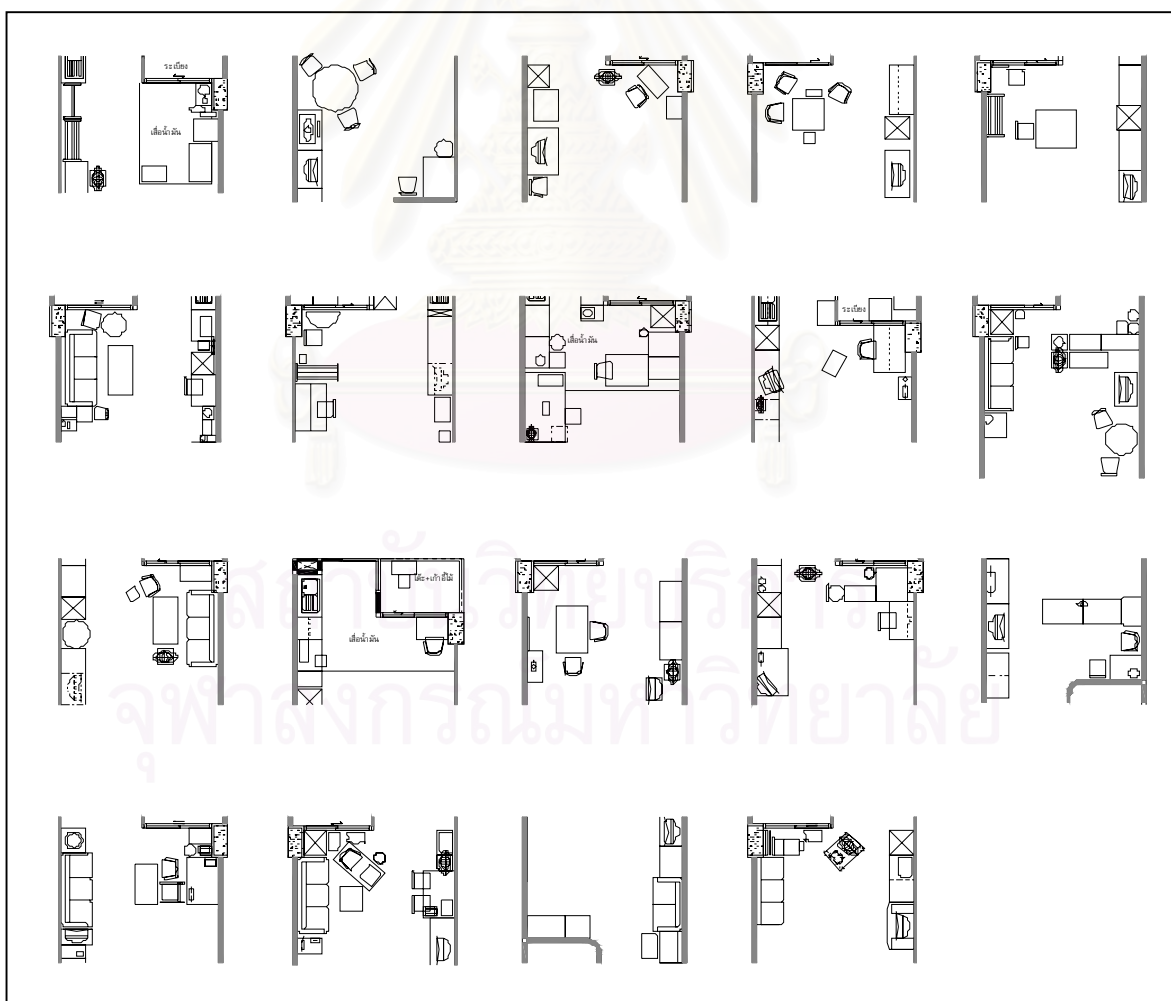 ระเบียง
เสื่อน้ำมัน
เสื่อน้ำมัน
ระเบียง
โต๊ะ+เก้าอี้ไม้
เสื่อน้ำมัน
สถาบันวิทยบริการ
จุฬาลงกรณ์มหาวิทยาลัย